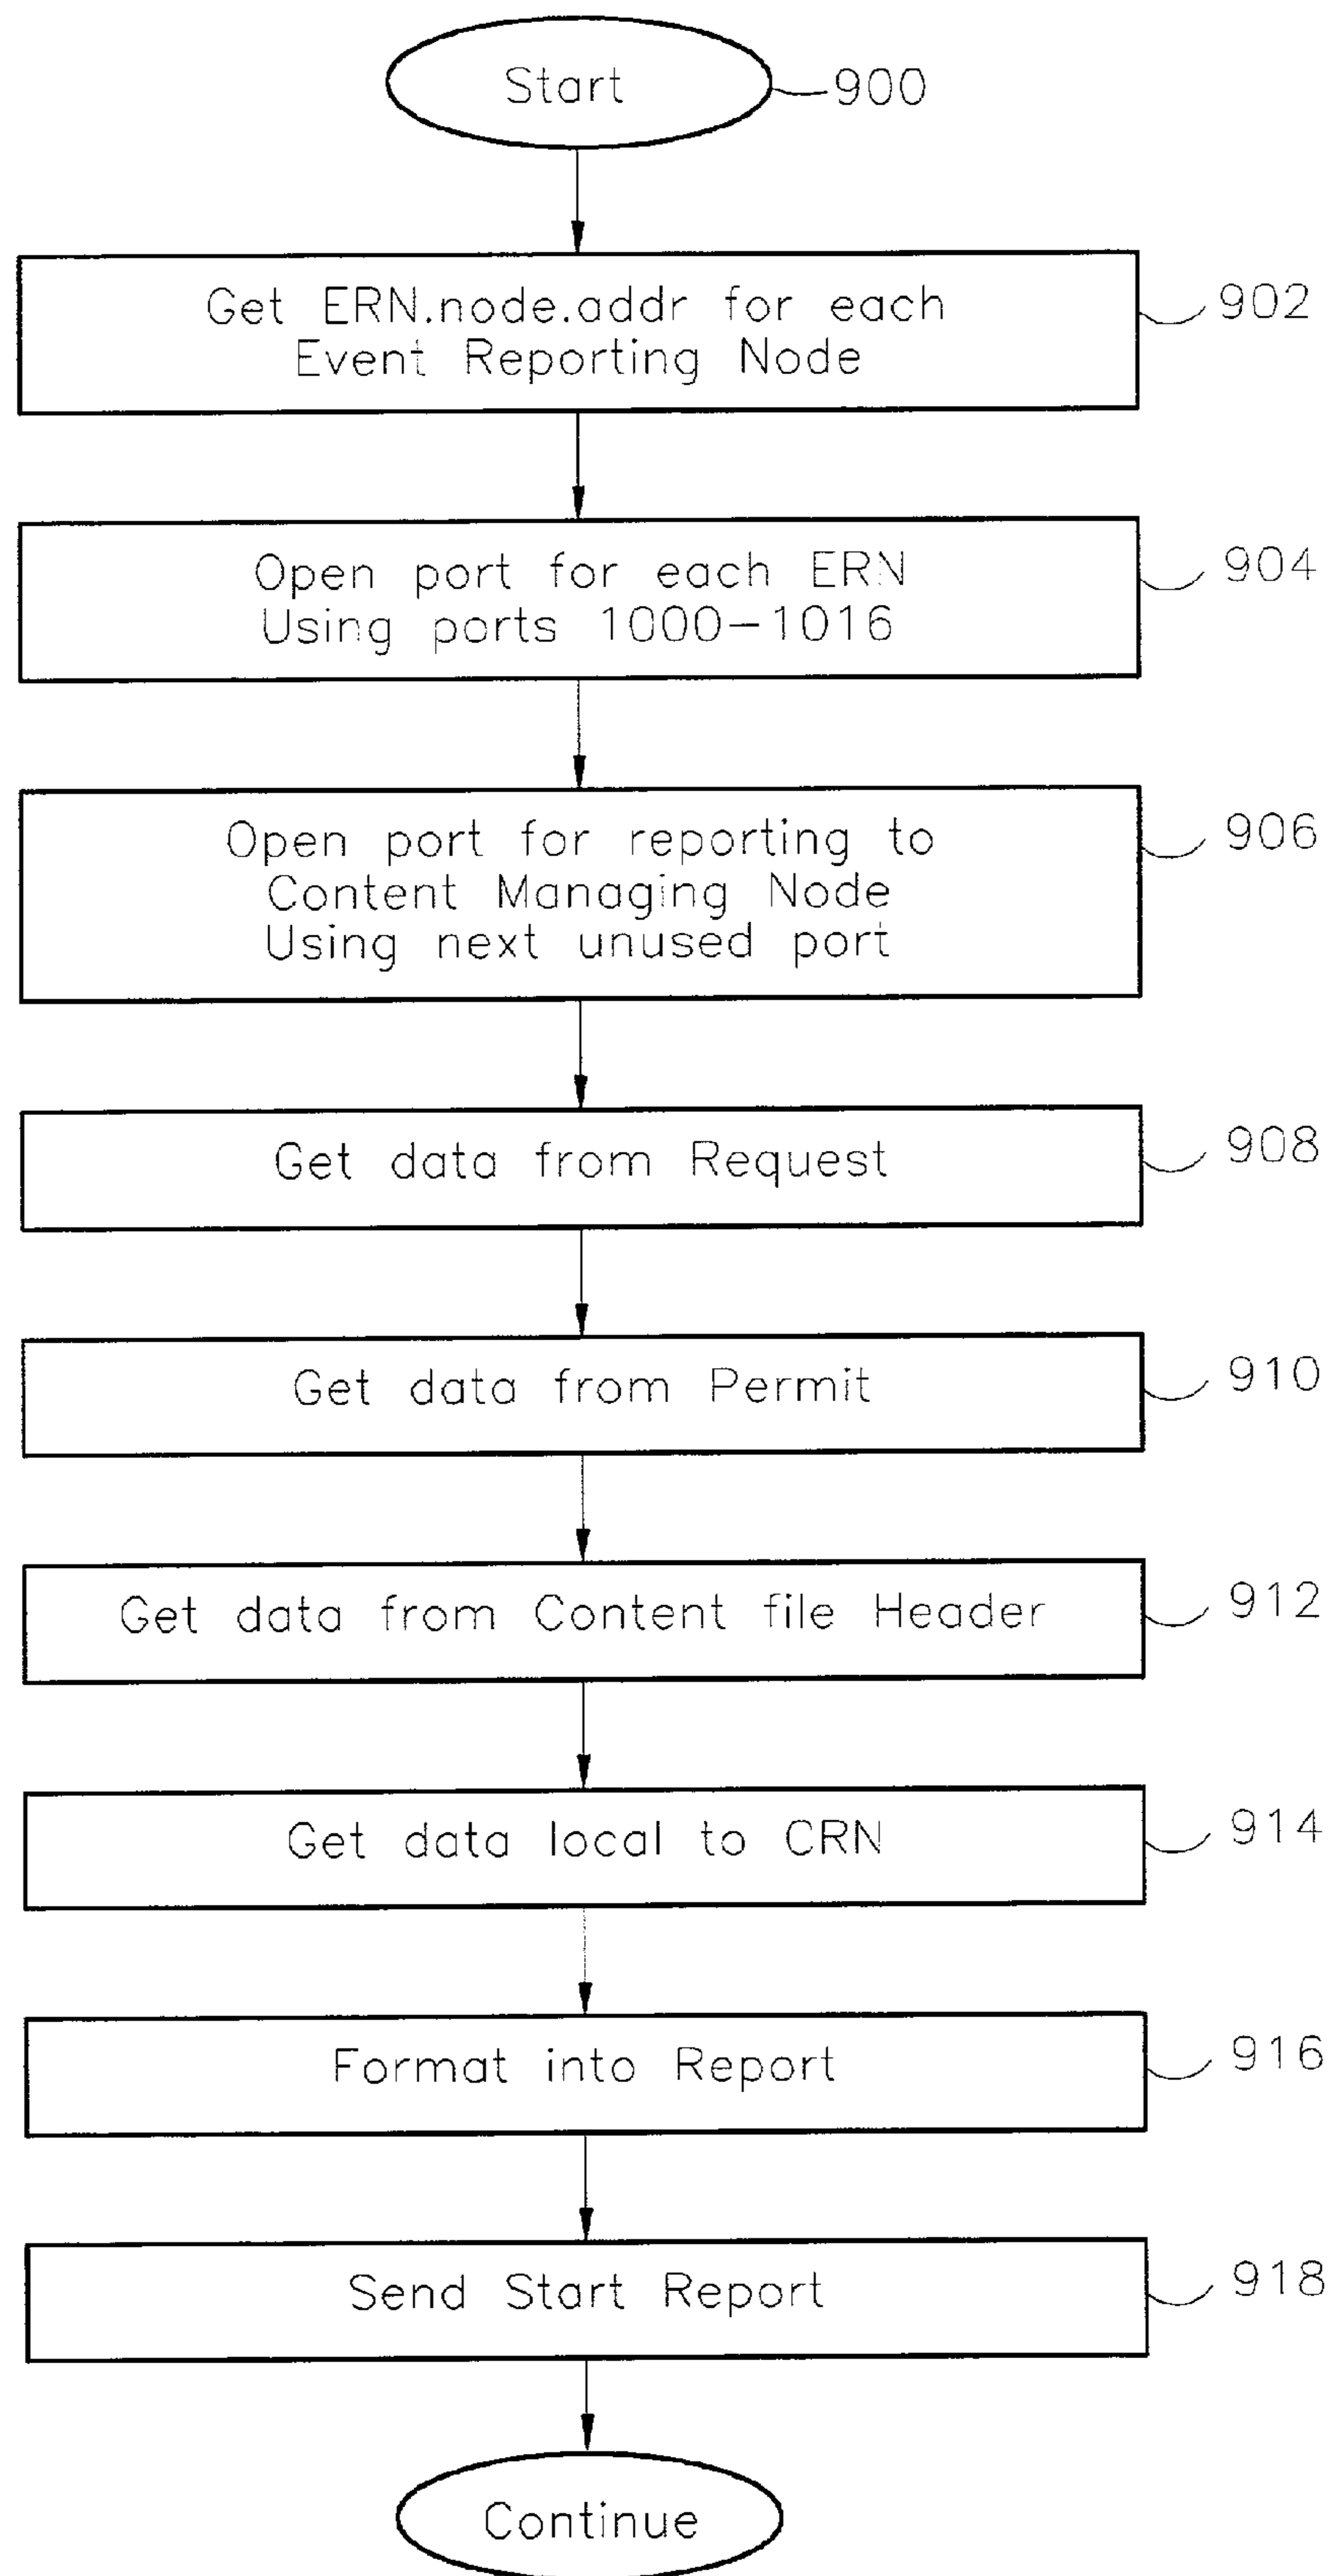 Start
900
Get ERN.node.addr for each
Event Reporting Node
902
Open port for each ERN
Using ports 1000-1016
904
Open port for reporting to
Content Managing Node
Using next unused port
906
Get data from Request
908
Get data from Permit
910
Get data from Content file Header
912
Get data local to CRN
914
Format into Report
916
Send Start Report
918
Continue